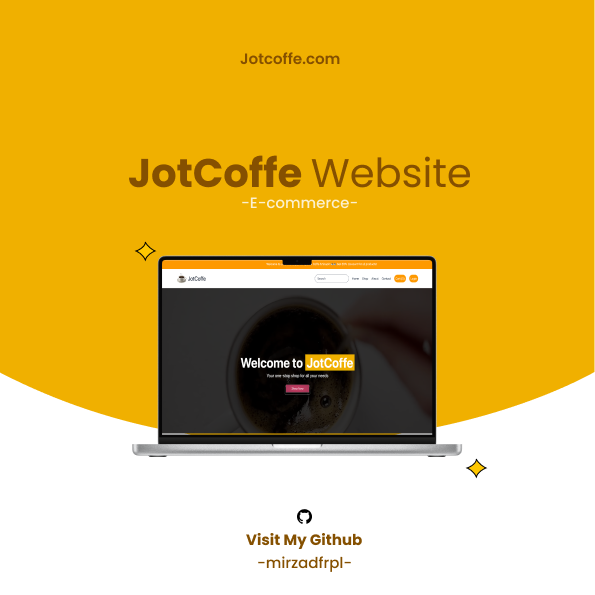 Jotcoffe.com
JotCoffe Website
-E-commerce-
JotCoffe
Search
Home
Shop
About
Contact
Welcome to JotCoffe
Your one-stop shop for all your needs
Shop Now
Visit My Github
-mirzadfrpl-